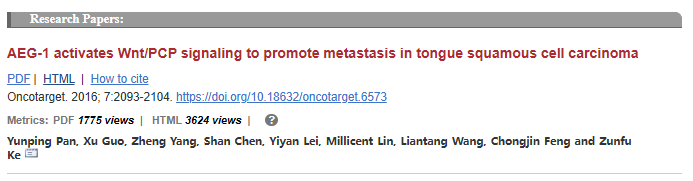 Research Papers:
AEG-1 activates Wnt/PCP signaling to promote metastasis in tongue squamous cell carcinoma
PDF | HTML | How to cite
Oncotarget. 2016; 7:2093-2104. https://doi.org/10.18632/oncotarget.6573
Metrics: PDF 1775 views | HTML 3624 views | ?
Yunping Pan, Xu Guo, Zheng Yang, Shan Chen, Yiyan Lei, Millicent Lin, Liantang Wang, Chongjin Feng and Zunfu
Ke